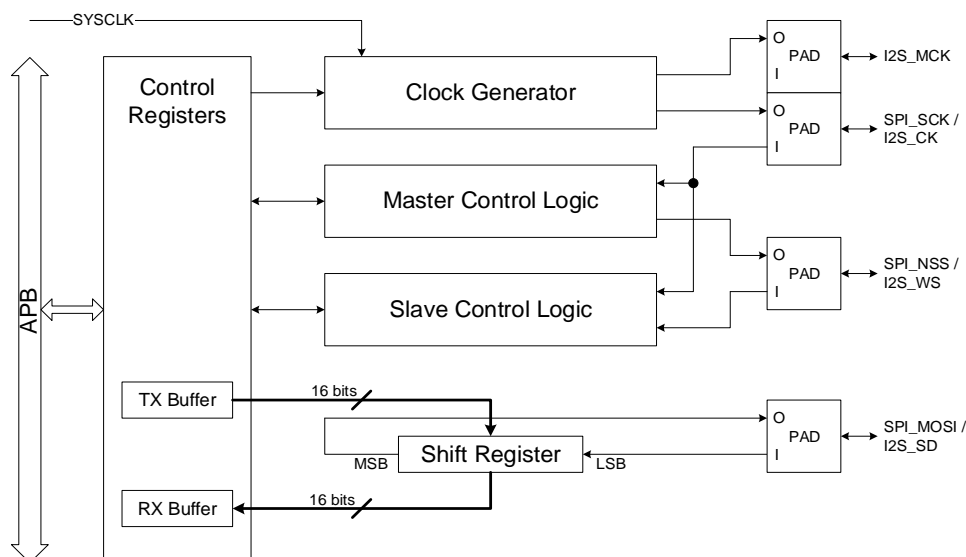 SYSCLK
APB
Control
Registers
Clock Generator
O
PAD
I
I2S_MCK
O
PAD
I
SPI_SCK /
I2S_CK
Master Control Logic
Slave Control Logic
O
PAD
I
SPI_NSS /
I2S_WS
TX Buffer
16 bits
MSB
Shift Register
LSB
O
PAD
I
SPI_MOSI /
I2S_SD
RX Buffer
16 bits